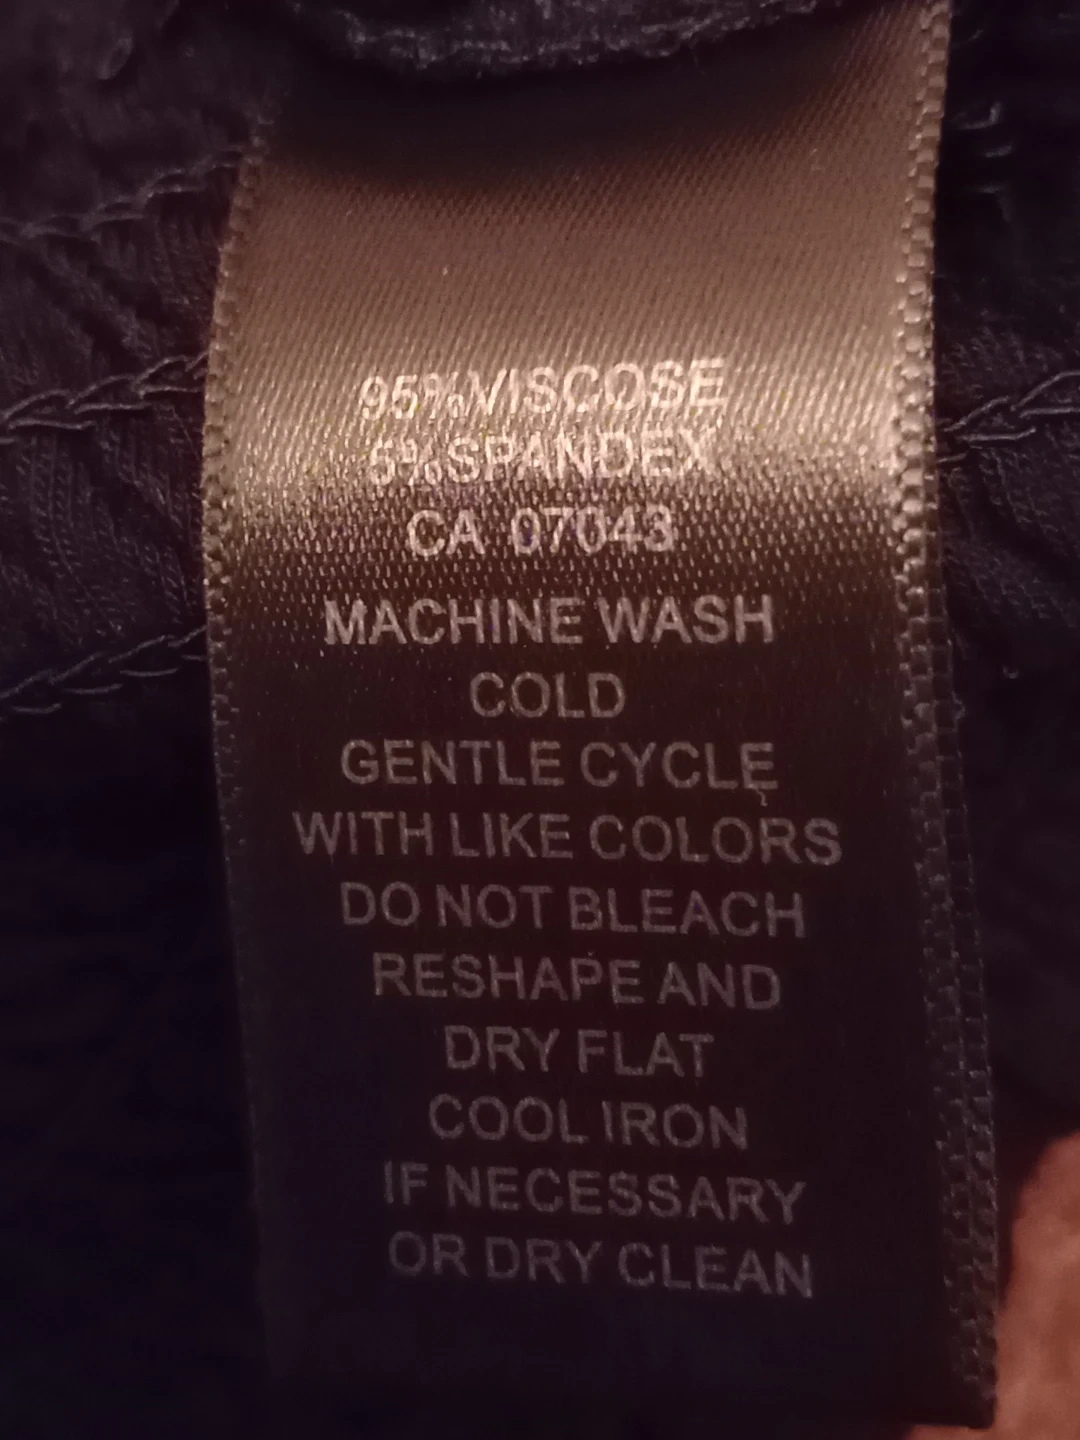 95%VISCOSE
5%SPANDEX
CA 07043
MACHINE WASH
COLD
GENTLE CYCLE
WITH LIKE COLORS
DO NOT BLEACH
RESHAPE AND
DRY FLAT
COOL IRON
IF NECESSARY
OR DRY CLEAN